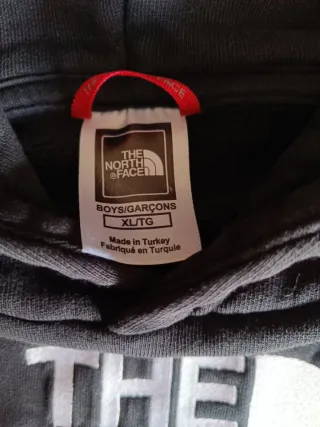 THE
NORTH
FACE
BOYS/GARÇONS
XL/TG
Made in Turkey
Fabriqué en Turquie
THE